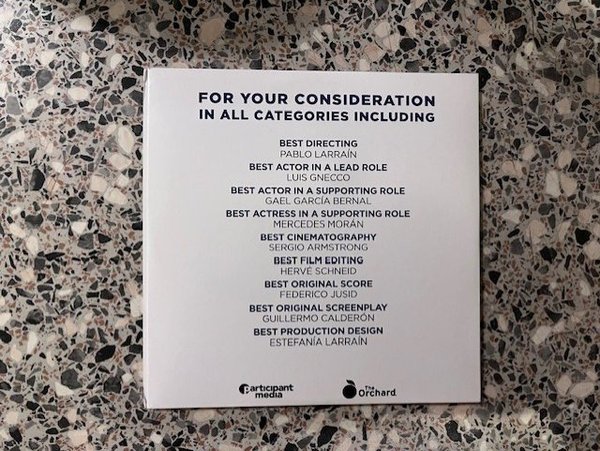 FOR YOUR CONSIDERATION
IN ALL CATEGORIES INCLUDING
BEST DIRECTING
PABLO LARRAÍN
BEST ACTOR IN A LEAD ROLE
LUIS GNECCO
BEST ACTOR IN A SUPPORTING ROLE
GAEL GARCÍA BERNAL
BEST ACTRESS IN A SUPPORTING ROLE
MERCEDES MORÁN
BEST CINEMATOGRAPHY
SERGIO ARMSTRONG
BEST FILM EDITING
HERVÉ SCHNEID
BEST ORIGINAL SCORE
FEDERICO JUSID
BEST ORIGINAL SCREENPLAY
GUILLERMO CALDERÓN
BEST PRODUCTION DESIGN
ESTEFANÍA LARRAÍN
participant
media
The
Orchard